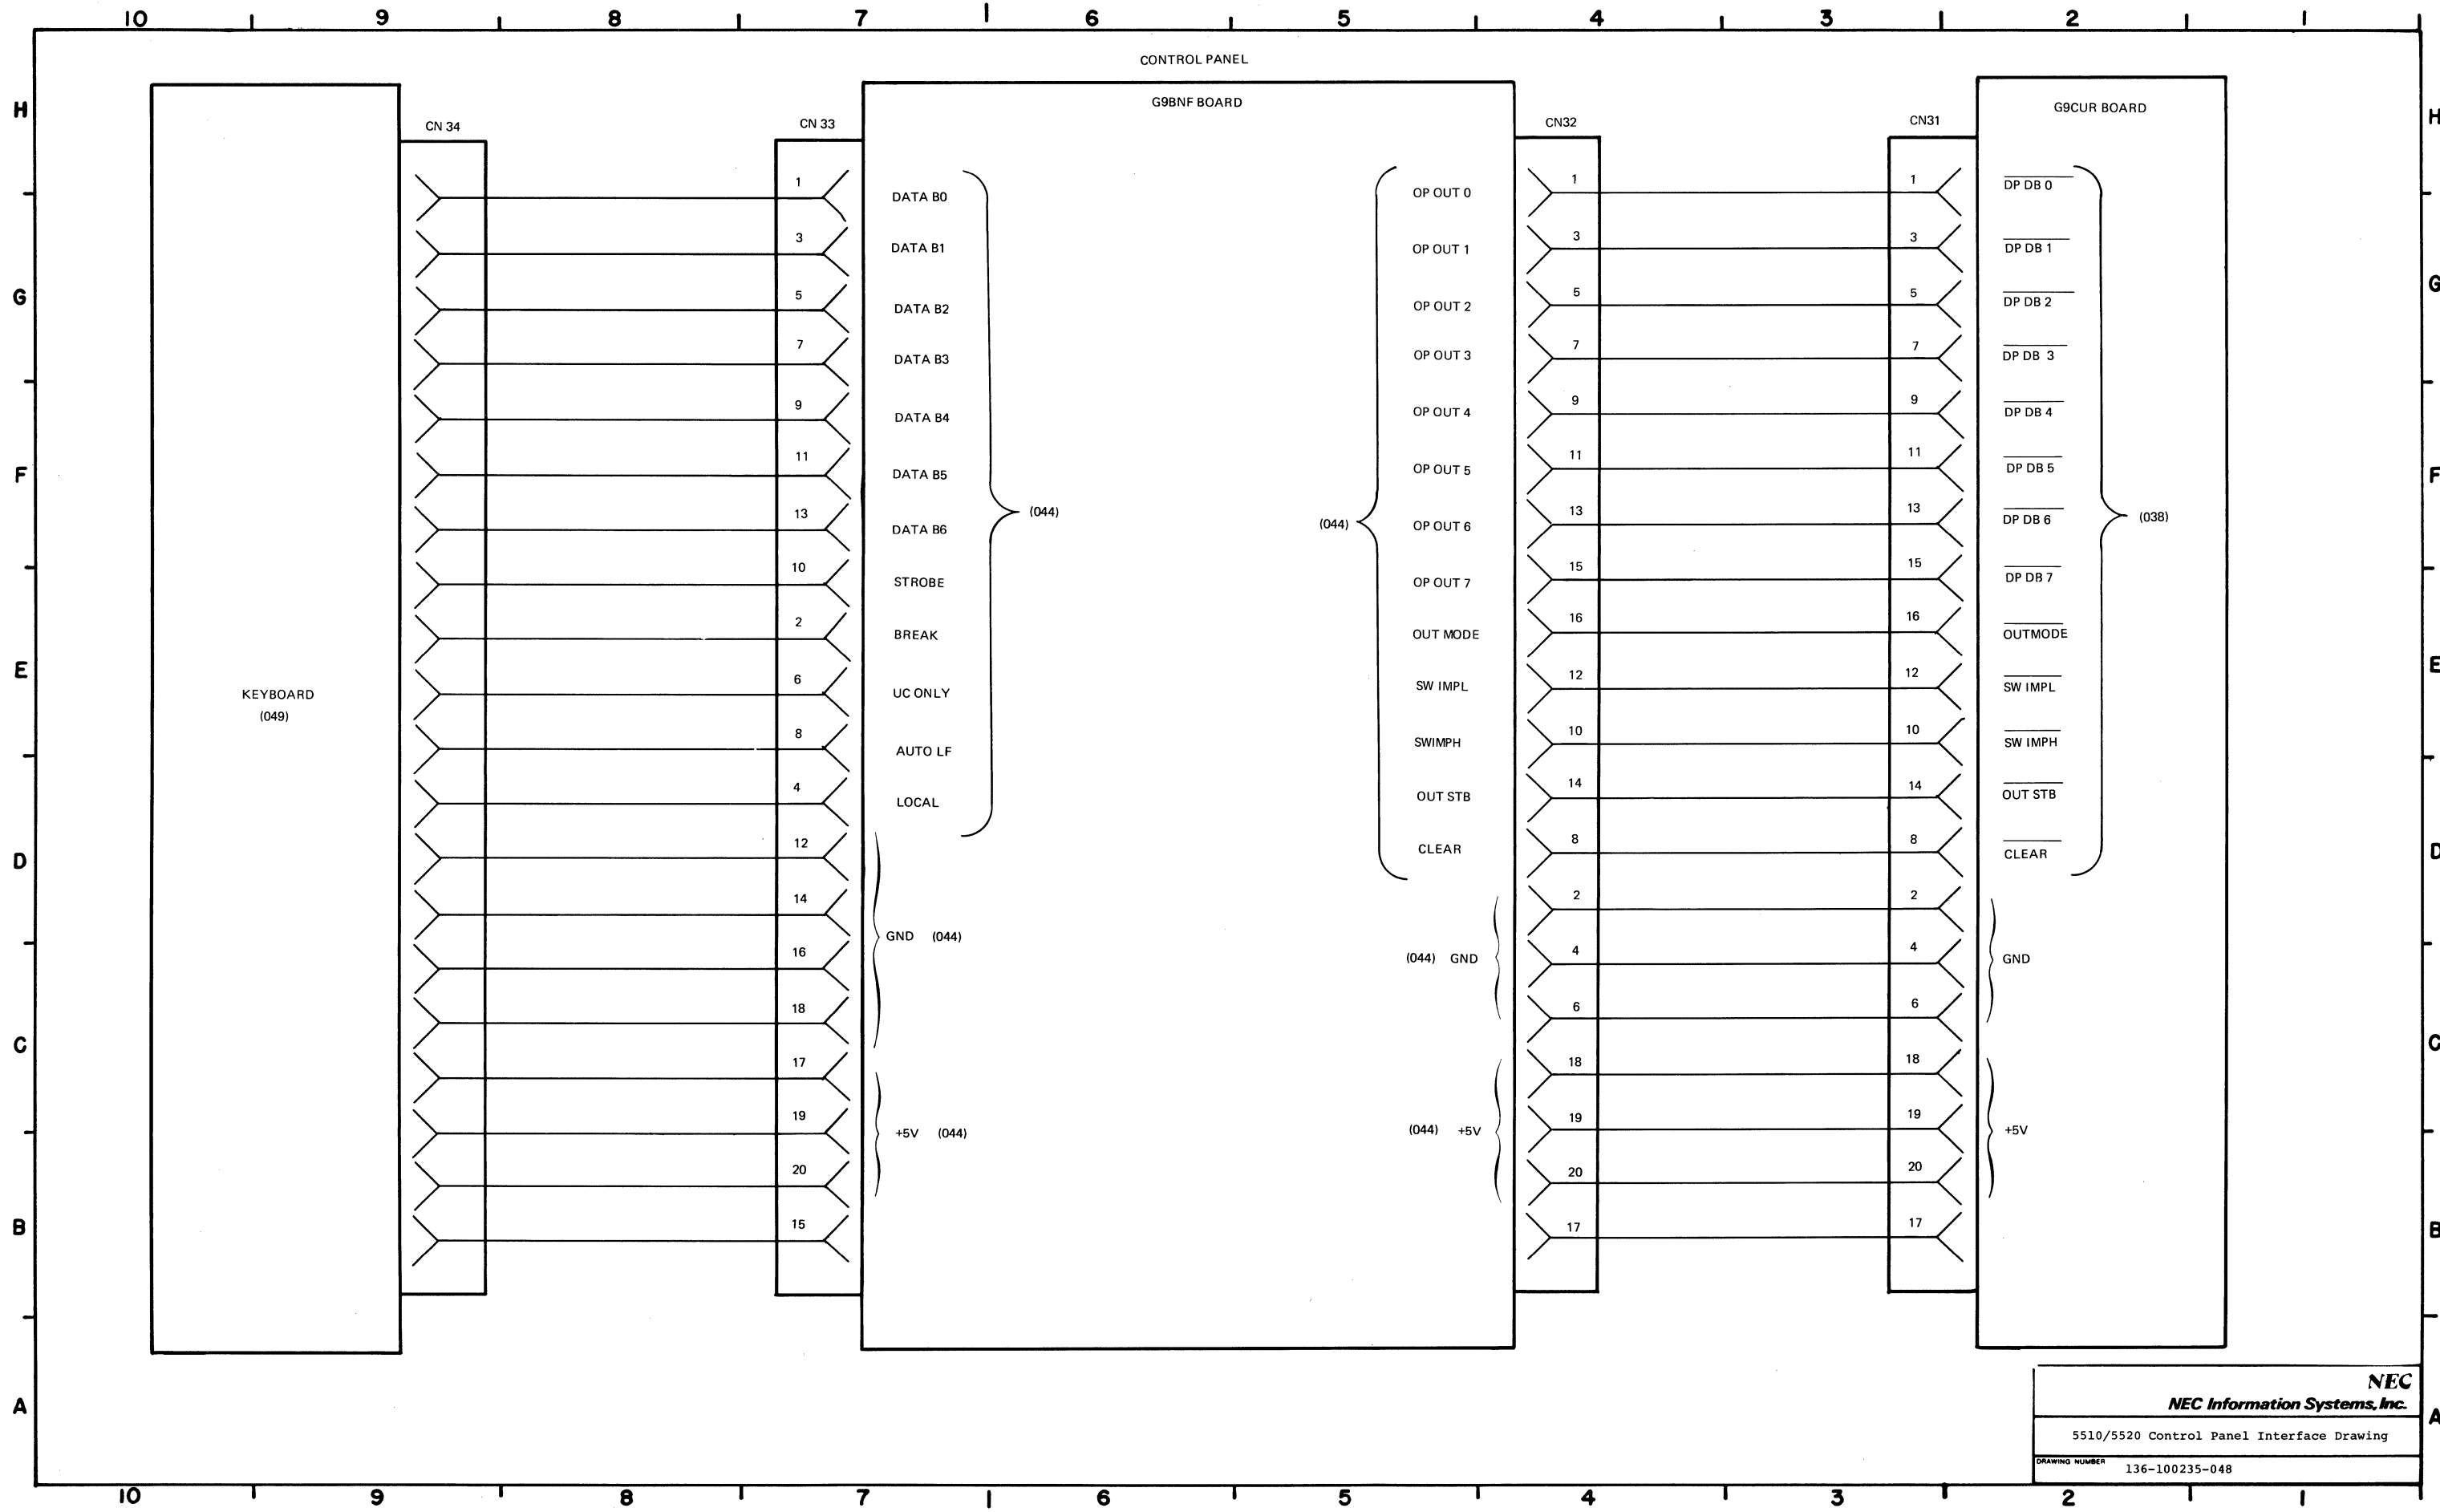 10 9 8 7 6 5 4 3 2 1
CONTROL PANEL
H H
G G
F F
E E
D D
C C
B B
A A
KEYBOARD
(049)
CN 34
CN 33
1
3
5
7
9
11
13
10
2
6
8
4
12
14
16
18
17
19
20
15
G9BNF BOARD
DATA B0
DATA B1
DATA B2
DATA B3
DATA B4
DATA B5
DATA B6
STROBE
BREAK
UC ONLY
AUTO LF
LOCAL
(044)
GND (044)
+5V (044)
OP OUT 0
OP OUT 1
OP OUT 2
OP OUT 3
OP OUT 4
OP OUT 5
OP OUT 6
OP OUT 7
OUT MODE
SW IMPL
SWIMPH
OUT STB
CLEAR
(044)
(044) GND
(044) +5V
CN32
1
3
5
7
9
11
13
15
16
12
10
14
8
2
4
6
18
19
20
17
CN31
1
3
5
7
9
11
13
15
16
12
10
14
8
2
4
6
18
19
20
17
G9CUR BOARD
DP DB 0
DP DB 1
DP DB 2
DP DB 3
DP DB 4
DP DB 5
DP DB 6
DP DB 7
OUTMODE
SW IMPL
SW IMPH
OUT STB
CLEAR
(038)
GND
+5V
NEC
NEC Information Systems, Inc.
5510/5520 Control Panel Interface Drawing
DRAWING NUMBER 136-100235-048
10 9 8 7 6 5 4 3 2 1